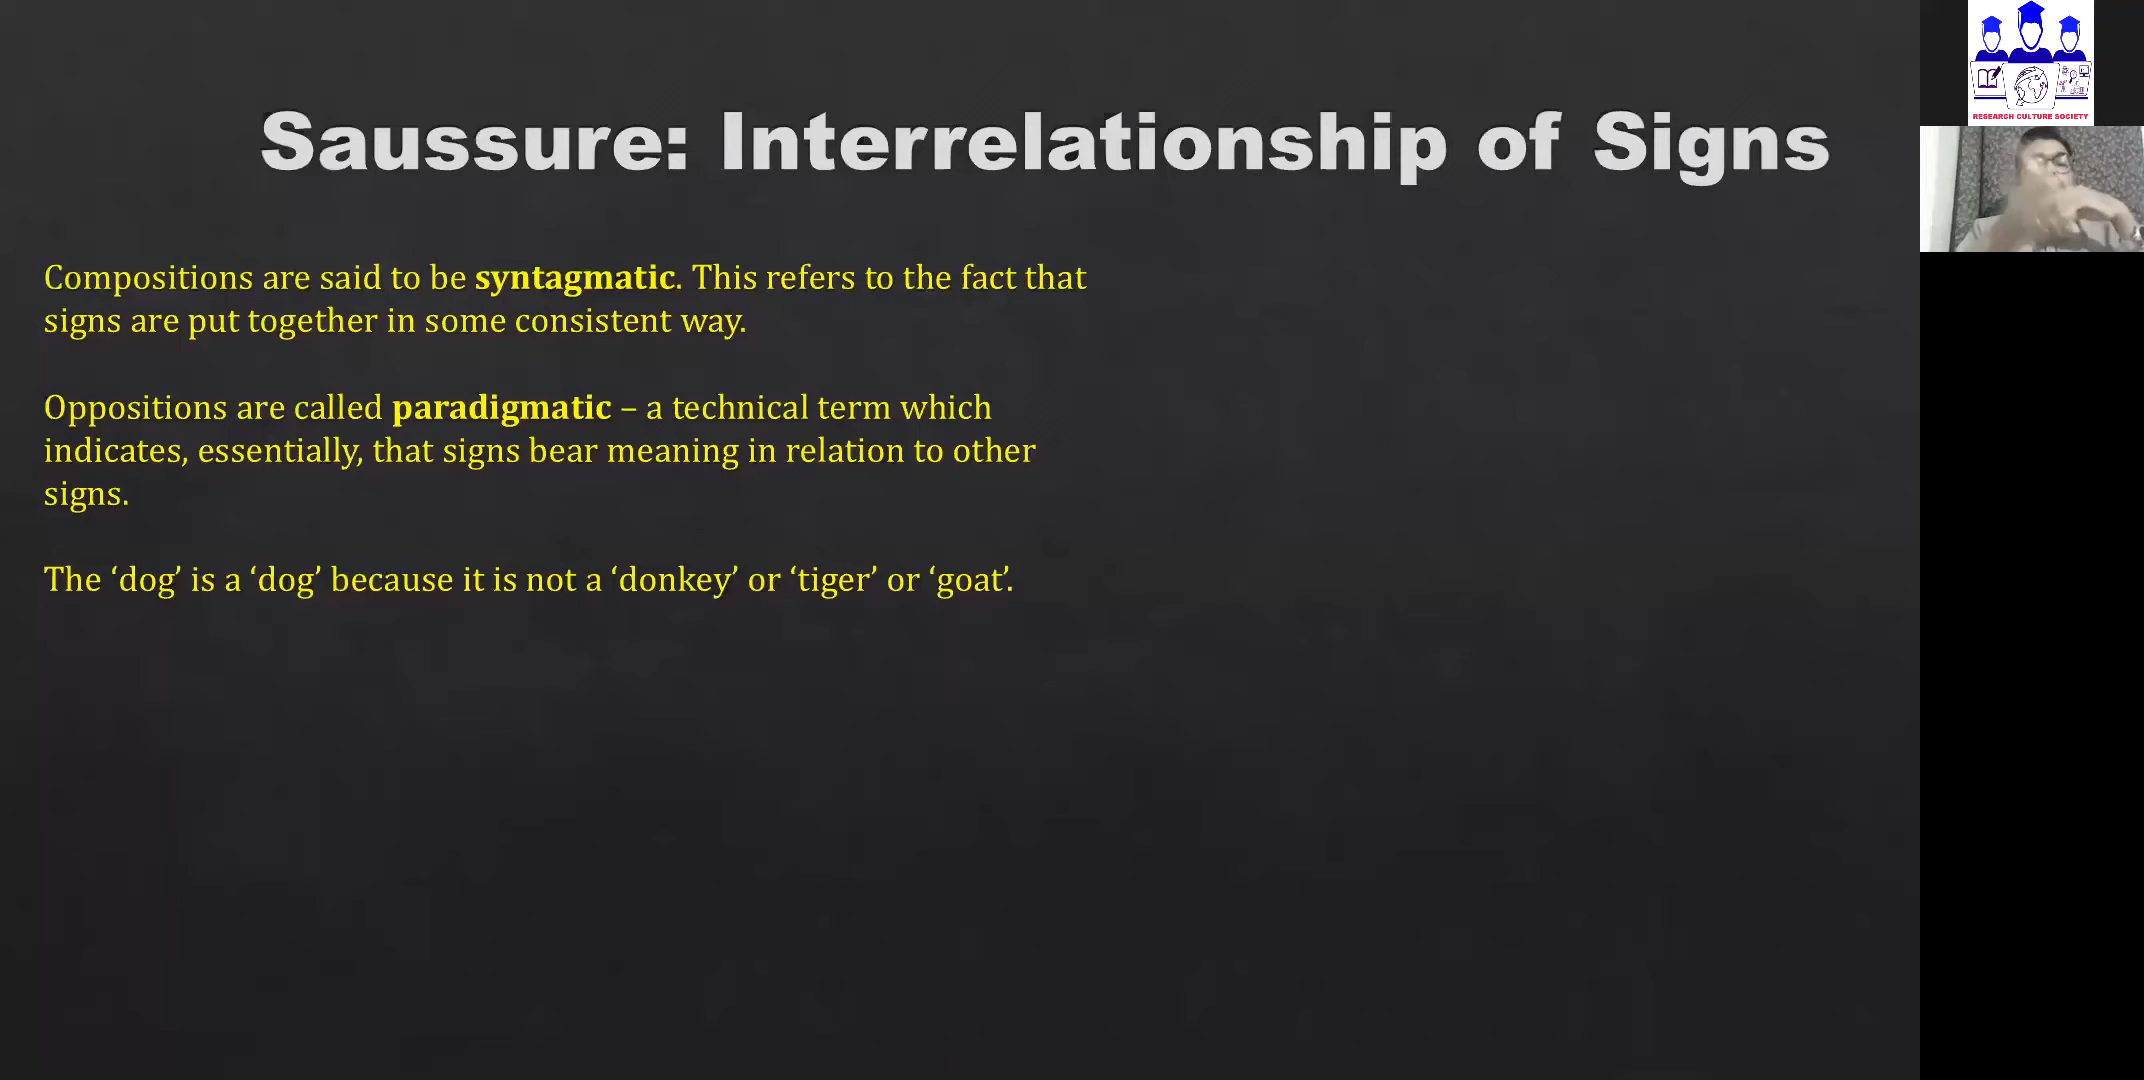 Saussure: Interrelationship of Signs
Compositions are said to be syntagmatic. This refers to the fact that
signs are put together in some consistent way.
Oppositions are called paradigmatic – a technical term which
indicates, essentially, that signs bear meaning in relation to other
signs.
The ‘dog’ is a ‘dog’ because it is not a ‘donkey’ or ‘tiger’ or ‘goat’.
RESEARCH CULTURE SOCIETY